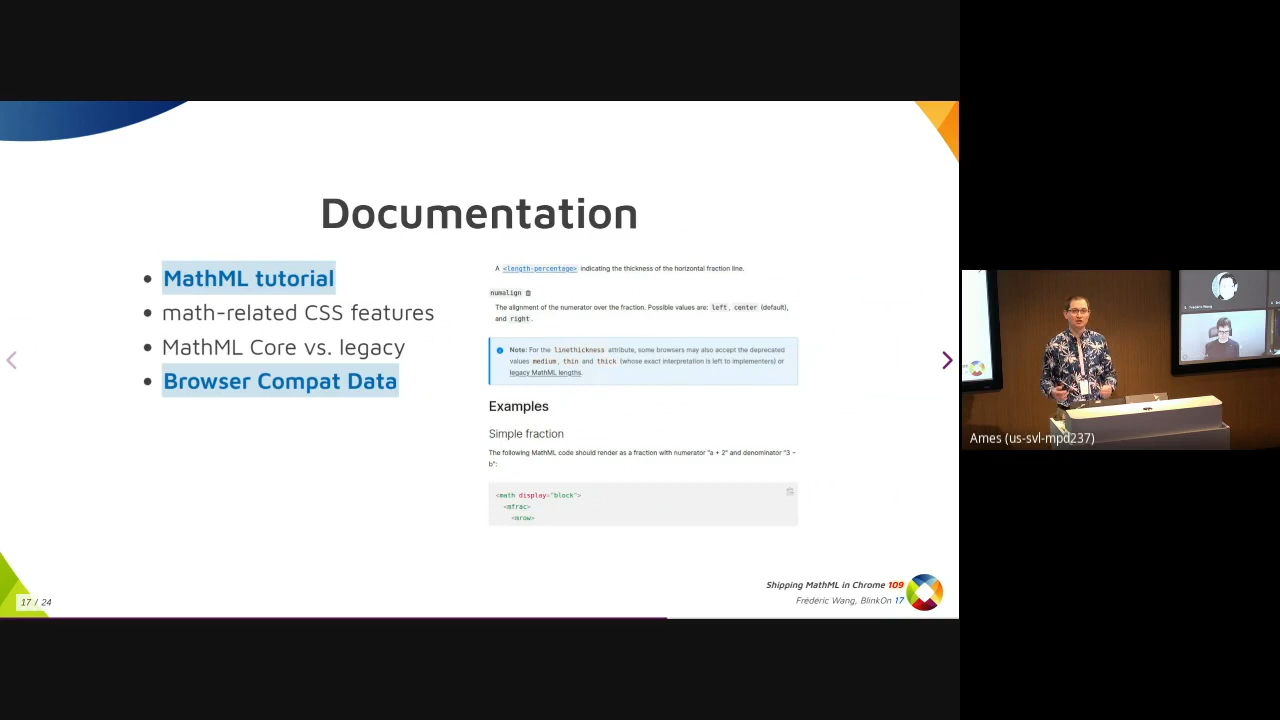 Documentation
MathML tutorial
math-related CSS features
MathML Core vs. legacy
Browser Compat Data
A <length-percentage> indicating the thickness of the horizontal fraction line.
numalign
The alignment of the numerator over the fraction. Possible values are: left, center (default),
and right.
Note: For the linethickness attribute, some browsers may also accept the deprecated
values medium, thin and thick (whose exact interpretation is left to implementers) or
legacy MathML lengths.
Examples
Simple fraction
The following MathML code should render as a fraction with numerator "a + 2" and denominator "3 −
b":
<math display="block">
<mfrac>
<mrow>
17 / 24
Shipping MathML in Chrome 109
Frédéric Wang, BlinkOn 17
Ames (us-svl-mpd237)